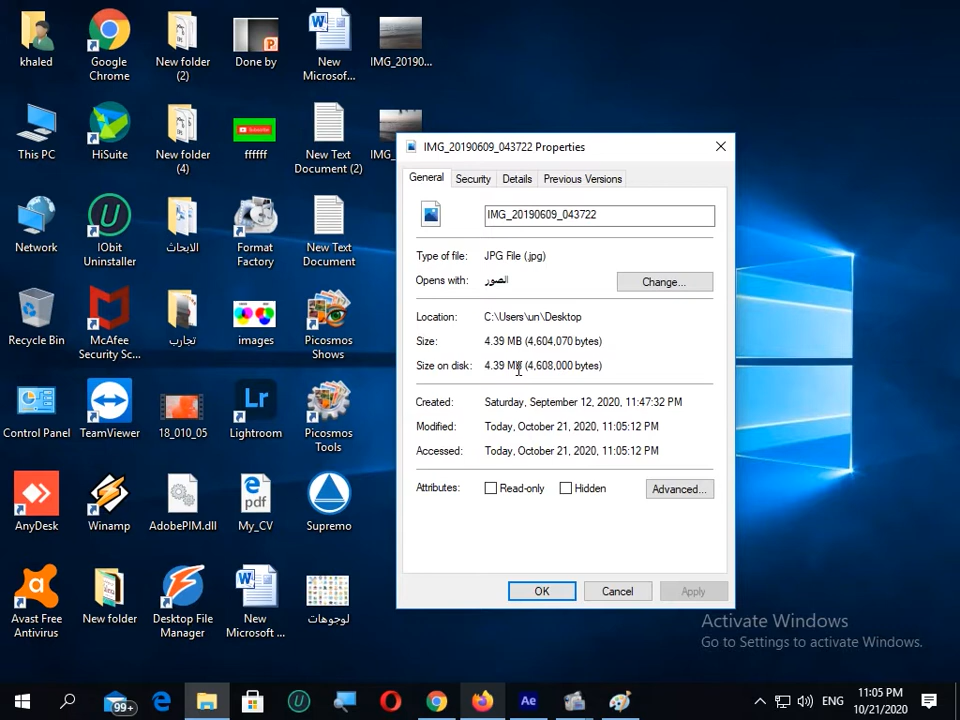 khaled
Google
Chrome
New folder
(2)
Done by
New
Microsof...
IMG_20190...
This PC
HiSuite
New folder
(4)
Subscribe
ffffff
New Text
Document (2)
IMG_
Network
IObit
Uninstaller
الابحاث
Format
Factory
New Text
Document
Recycle Bin
McAfee
Security Sc...
تجارب
images
Picosmos
Shows
Control Panel
TeamViewer
18_010_05
Lr
Lightroom
Picosmos
Tools
AnyDesk
Winamp
AdobePIM.dll
pdf
My_CV
Supremo
Avast Free
Antivirus
New folder
Desktop File
Manager
New
Microsoft ...
لوجوهات
IMG_20190609_043722 Properties
General Security Details Previous Versions
IMG_20190609_043722
Type of file: JPG File (.jpg)
Opens with: الصور Change...
Location: C:\Users\un\Desktop
Size: 4.39 MB (4,604,070 bytes)
Size on disk: 4.39 MB (4,608,000 bytes)
Created: Saturday, September 12, 2020, 11:47:32 PM
Modified: Today, October 21, 2020, 11:05:12 PM
Accessed: Today, October 21, 2020, 11:05:12 PM
Attributes: Read-only Hidden Advanced...
OK Cancel Apply
Activate Windows
Go to Settings to activate Windows.
99+
Ae
ENG
11:05 PM
10/21/2020